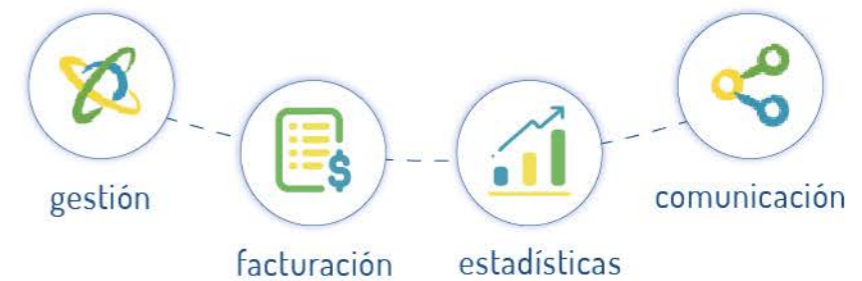 gestión
facturación
estadísticas
comunicación
$